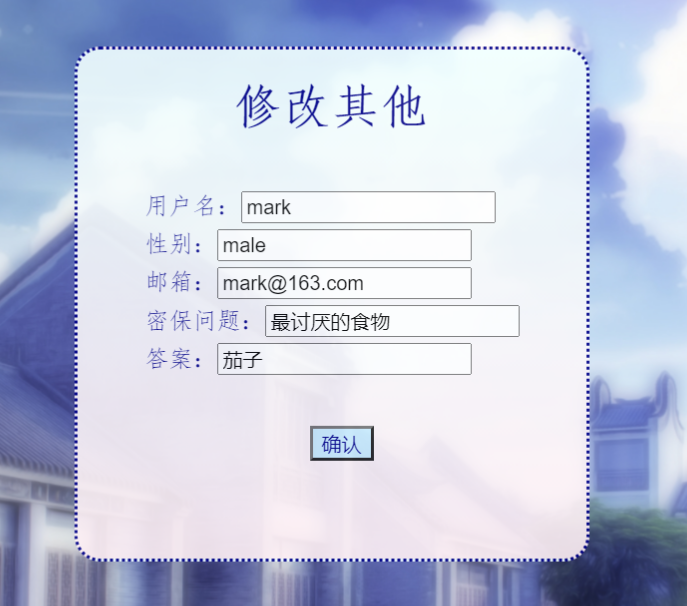 修改其他
用户名：mark
性别：male
邮箱：mark@163.com
密保问题：最讨厌的食物
答案：茄子
确认